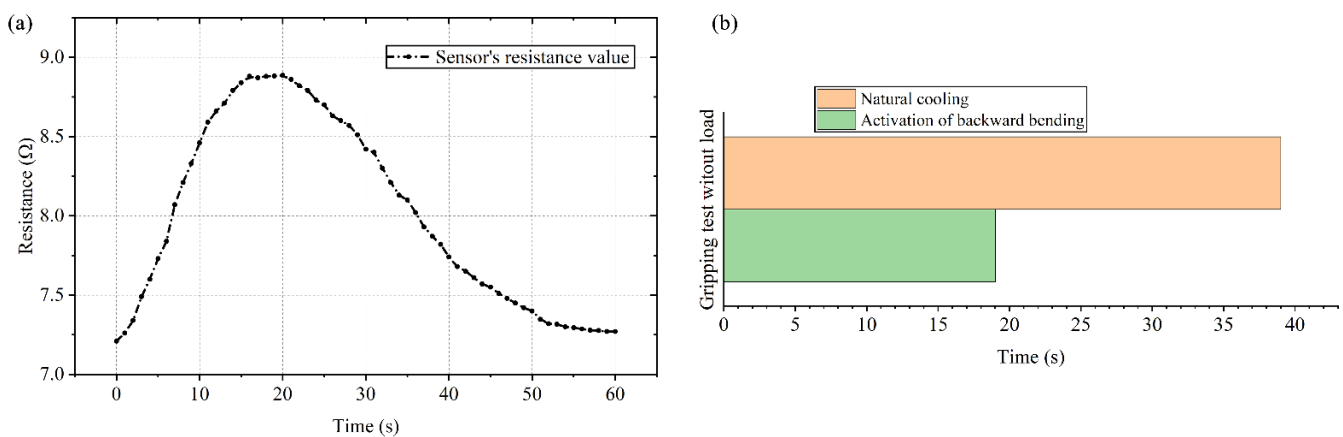 (a)
Sensor's resistance value
9.0
8.5
8.0
7.5
7.0
Resistance (Ω)
0 10 20 30 40 50 60
Time (s)
(b)
Natural cooling
Activation of backward bending
Gripping test witout load
0 5 10 15 20 25 30 35 40
Time (s)